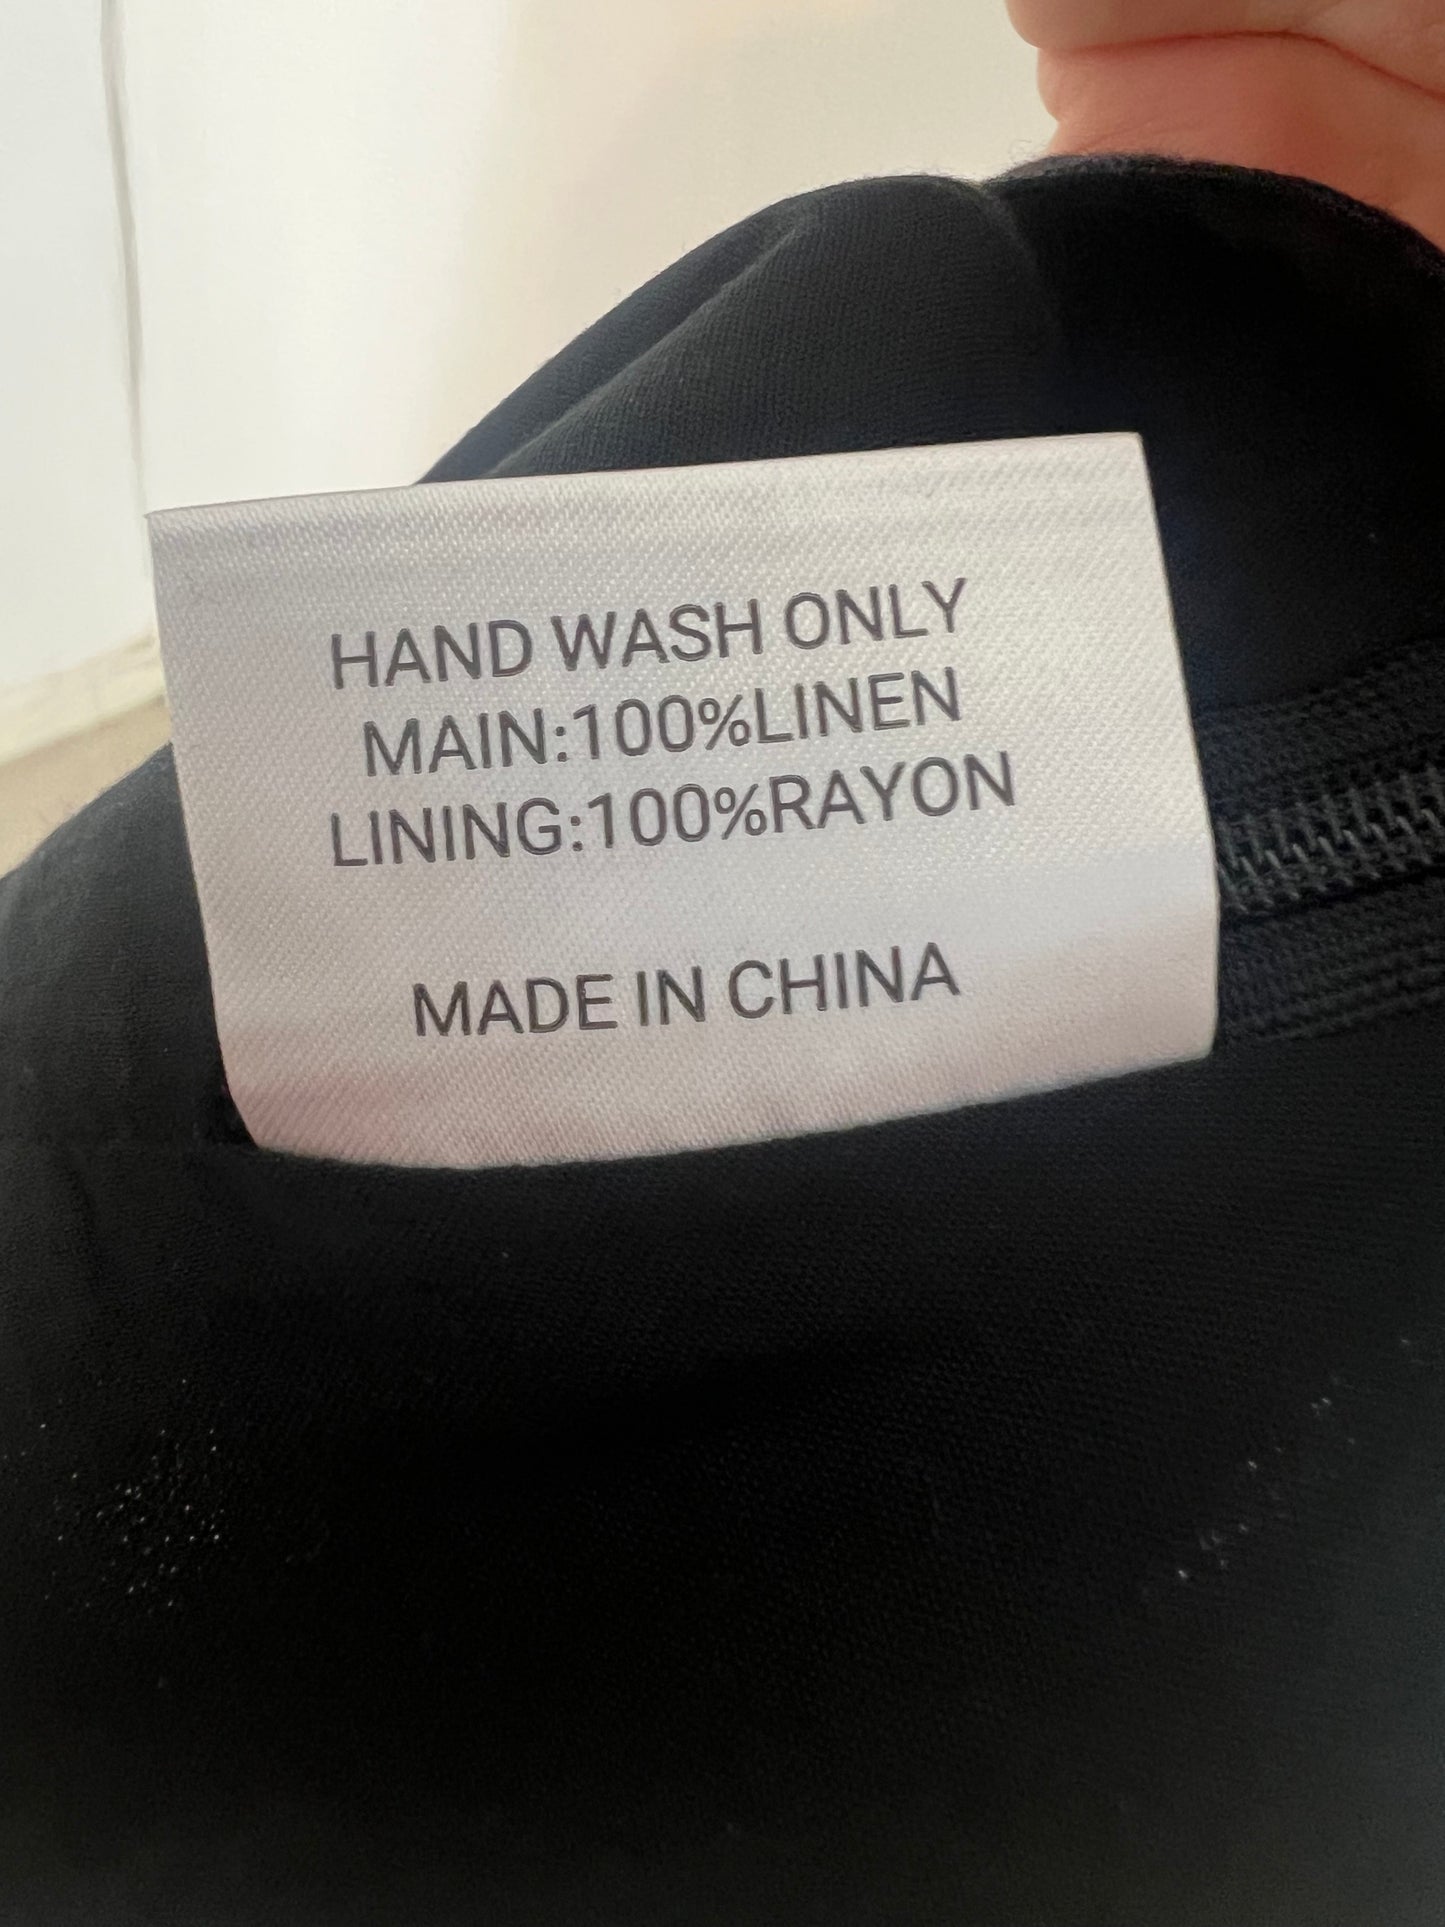 HAND WASH ONLY
MAIN:100%LINEN
LINING:100%RAYON
MADE IN CHINA